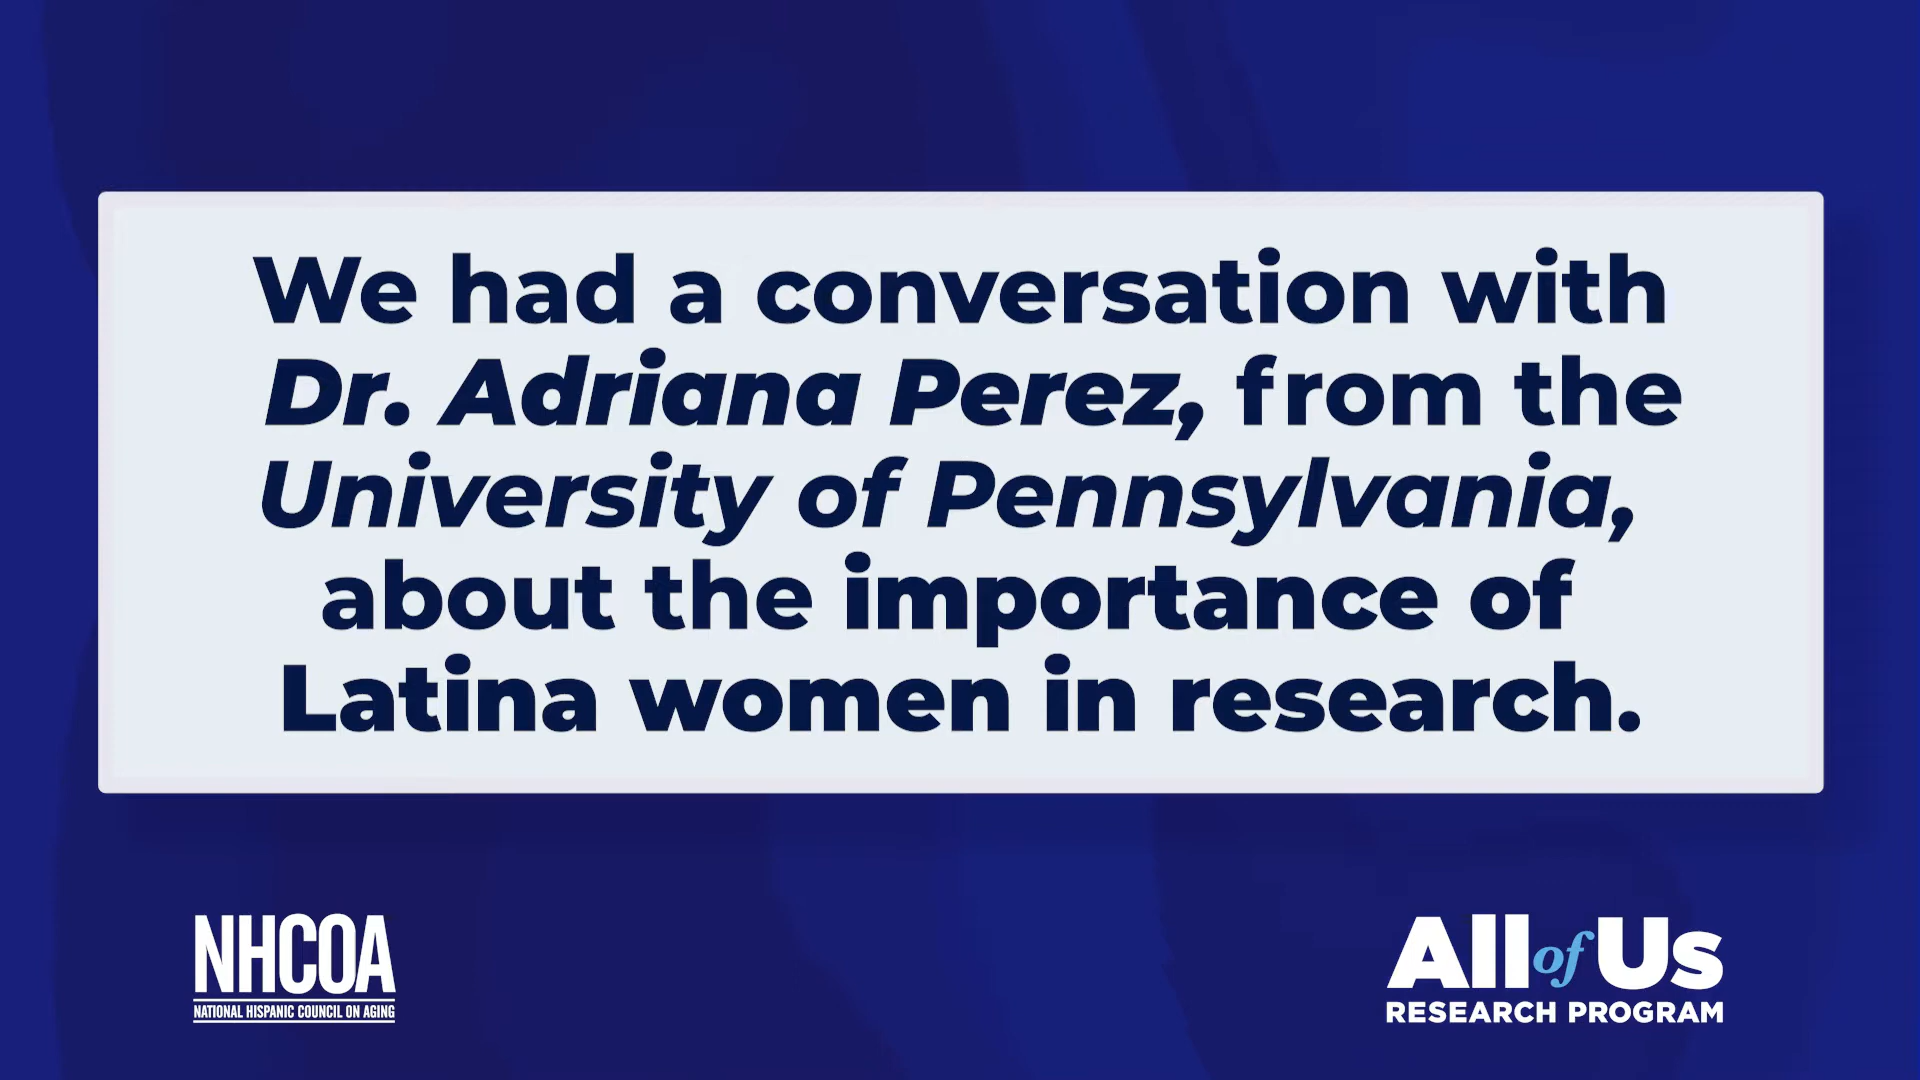 We had a conversation with
Dr. Adriana Perez, from the
University of Pennsylvania,
about the importance of
Latina women in research.
NHCOA
NATIONAL HISPANIC COUNCIL ON AGING
All of Us
RESEARCH PROGRAM